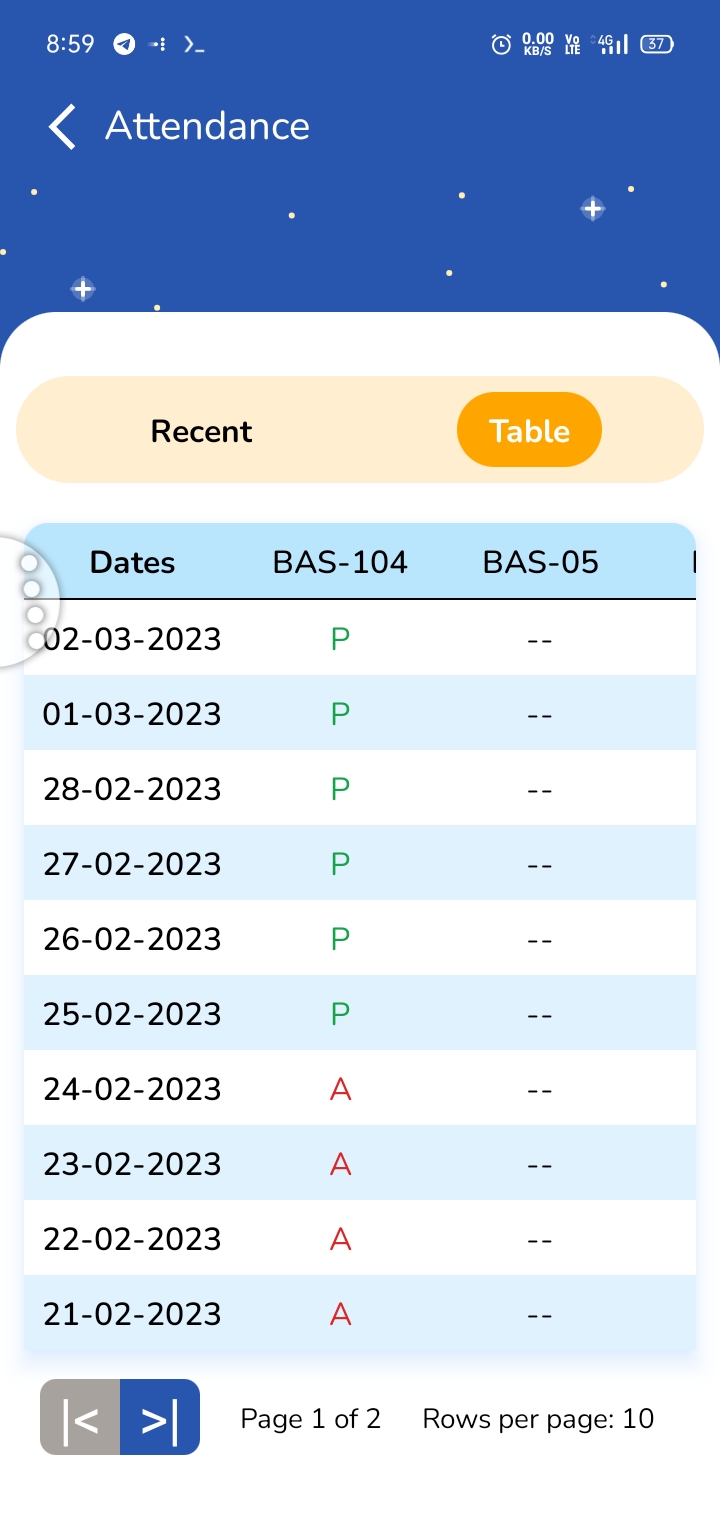 8:59 0.00 KB/S Vo LTE 4G 37
Attendance
Recent Table
Dates BAS-104 BAS-05
02-03-2023 P --
01-03-2023 P --
28-02-2023 P --
27-02-2023 P --
26-02-2023 P --
25-02-2023 P --
24-02-2023 A --
23-02-2023 A --
22-02-2023 A --
21-02-2023 A --
|< >| Page 1 of 2 Rows per page: 10